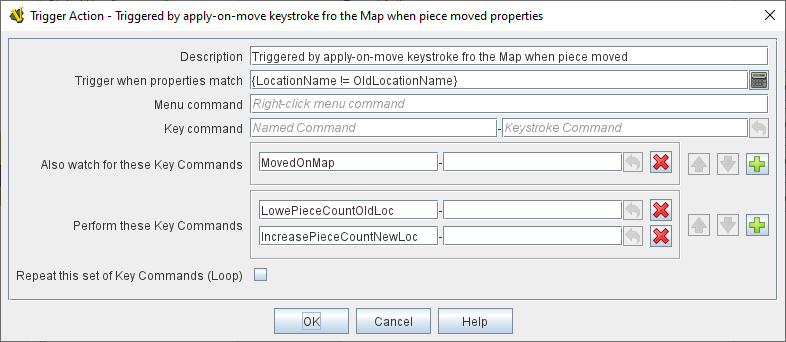 Trigger Action - Triggered by apply-on-move keystroke fro the Map when piece moved properties
Description Triggered by apply-on-move keystroke fro the Map when piece moved
Trigger when properties match {LocationName != OldLocationName}
Menu command Right-click menu command
Key command Named Command - Keystroke Command
Also watch for these Key Commands MovedOnMap -
LowePieceCountOldLoc -
Perform these Key Commands
IncreasePieceCountNewLoc -
Repeat this set of Key Commands (Loop)
OK Cancel Help